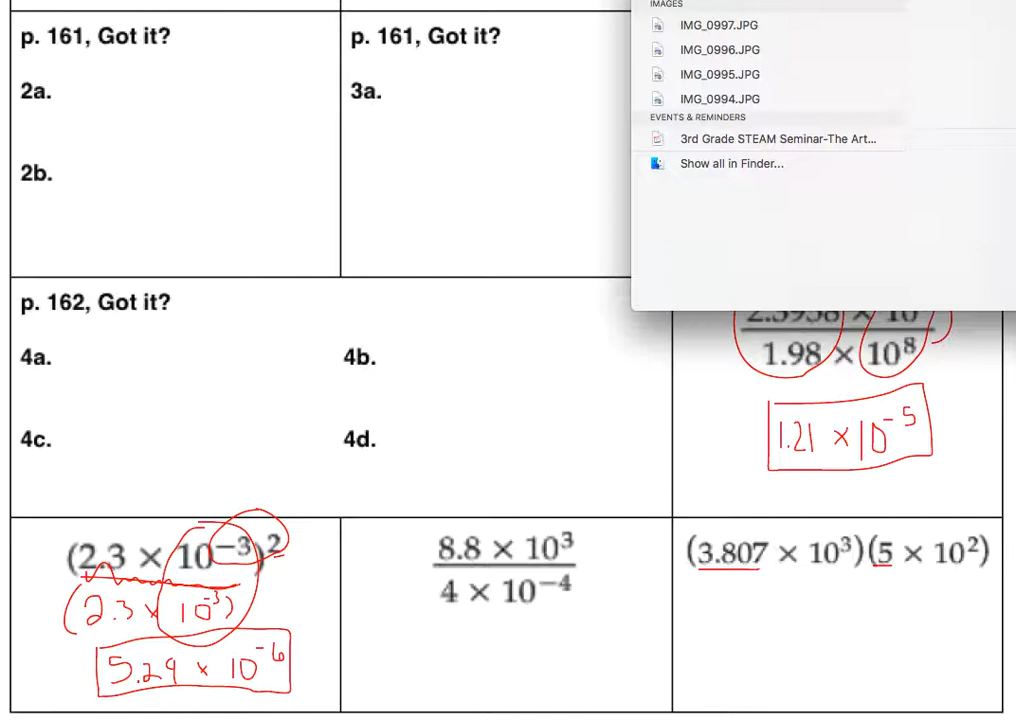 IMAGES
IMG_0997.JPG
IMG_0996.JPG
IMG_0995.JPG
IMG_0994.JPG
EVENTS & REMINDERS
3rd Grade STEAM Seminar-The Art...
Show all in Finder...
p. 161, Got it?
2a.
2b.
p. 161, Got it?
3a.
p. 162, Got it?
4a.
4b.
4c.
4d.
1.98 × 10⁸
1.21 × 10⁻⁵
(2.3 × 10⁻³)²
(2.3 × 10⁻³)
5.29 × 10⁻⁶
8.8 × 10³
4 × 10⁻⁴
(3.807 × 10³)(5 × 10²)